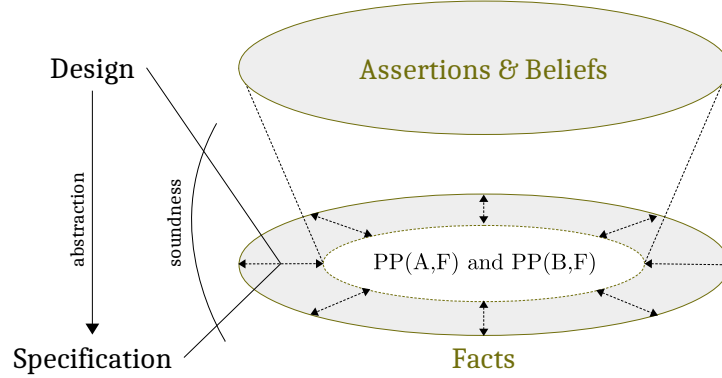 Design
Assertions & Beliefs
abstraction
soundness
PP(A,F) and PP(B,F)
Specification
Facts